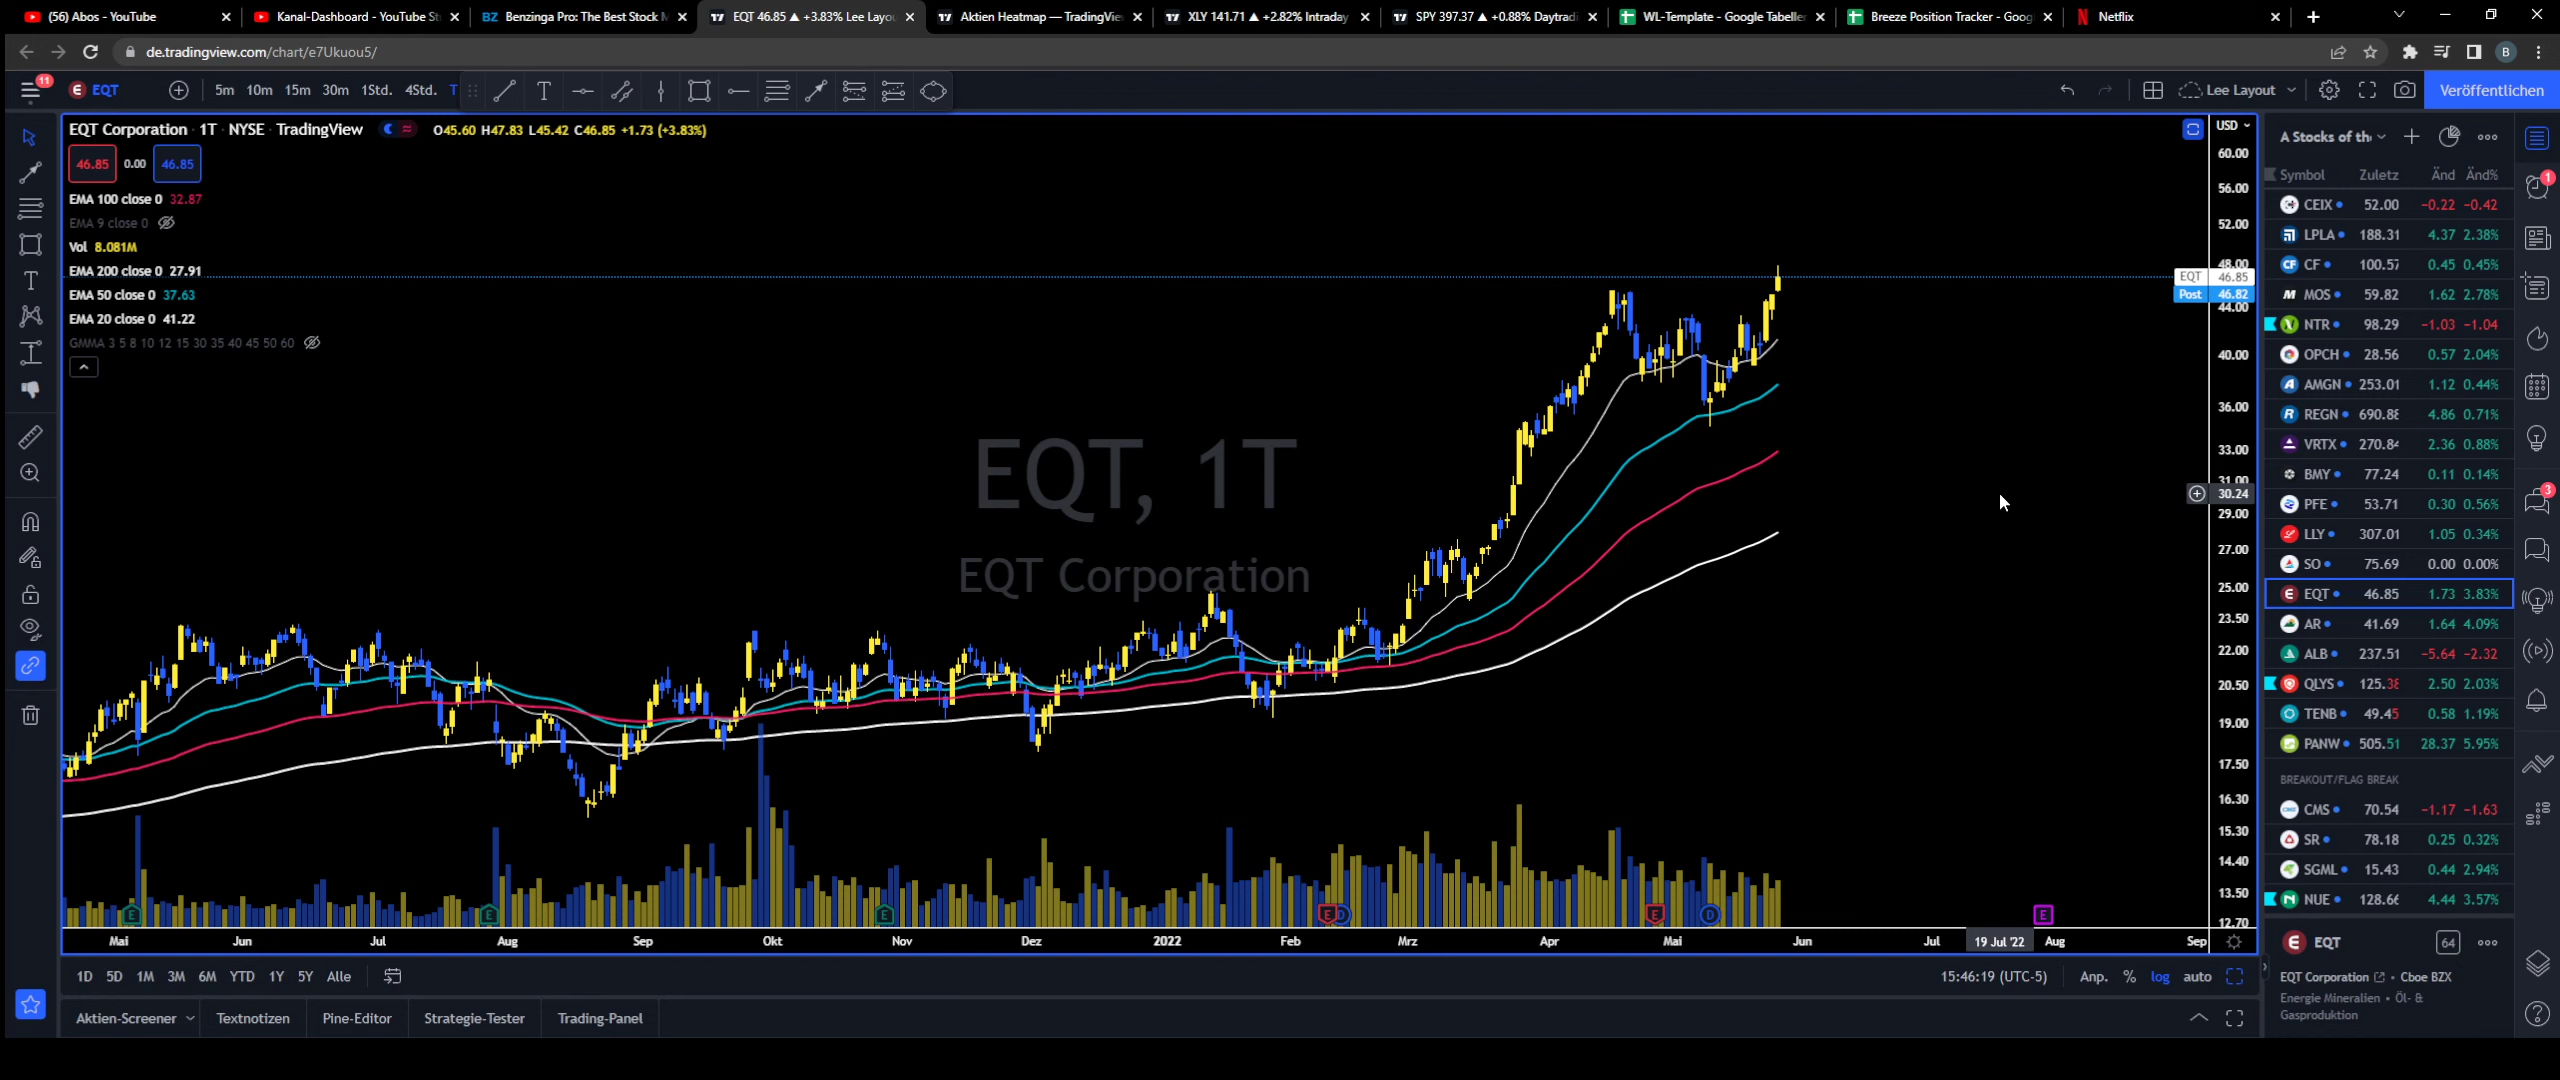 (56) Abos - YouTube
Kanal-Dashboard - YouTube St
BZ Benzinga Pro: The Best Stock N
EQT 46.85 ▲ +3.83% Lee Layou
Aktien Heatmap — TradingVie
XLY 141.71 ▲ +2.82% Intraday
SPY 397.37 ▲ +0.88% Daytradi
WL-Template - Google Tabeller
Breeze Position Tracker - Goog
Netflix
de.tradingview.com/chart/e7Ukuou5/
B
11
EQT
5m 10m 15m 30m 1Std. 4Std. T
Lee Layout
Veröffentlichen
EQT Corporation · 1T · NYSE · TradingView
O45.60 H47.83 L45.42 C46.85 +1.73 (+3.83%)
46.85 0.00 46.85
EMA 100 close 0 32.87
EMA 9 close 0
Vol 8.081M
EMA 200 close 0 27.91
EMA 50 close 0 37.63
EMA 20 close 0 41.22
GMMA 3 5 8 10 12 15 30 35 40 45 50 60
EQT, 1T
EQT Corporation
USD
60.00
56.00
52.00
48.00
EQT 46.85
Post 46.82
44.00
40.00
36.00
33.00
31.00
30.24
29.00
27.00
25.00
23.50
22.00
20.50
19.00
17.50
16.30
15.30
14.40
13.50
12.70
E E E E D E D E
Mai Jun Jul Aug Sep Okt Nov Dez 2022 Feb Mrz Apr Mai Jun Jul 19 Jul '22 Aug Sep
1D 5D 1M 3M 6M YTD 1Y 5Y Alle
15:46:19 (UTC-5) Anp. % log auto
Aktien-Screener Textnotizen Pine-Editor Strategie-Tester Trading-Panel
A Stocks of th
Symbol Zuletz Änd Änd%
CEIX 52.00 -0.22 -0.42
LPLA 188.31 4.37 2.38%
CF 100.57 0.45 0.45%
MOS 59.82 1.62 2.78%
NTR 98.29 -1.03 -1.04
OPCH 28.56 0.57 2.04%
AMGN 253.01 1.12 0.44%
REGN 690.88 4.86 0.71%
VRTX 270.84 2.36 0.88%
BMY 77.24 0.11 0.14%
PFE 53.71 0.30 0.56%
LLY 307.01 1.05 0.34%
SO 75.69 0.00 0.00%
EQT 46.85 1.73 3.83%
AR 41.69 1.64 4.09%
ALB 237.51 -5.64 -2.32
QLYS 125.38 2.50 2.03%
TENB 49.45 0.58 1.19%
PANW 505.51 28.37 5.95%
BREAKOUT/FLAG BREAK
CMS 70.54 -1.17 -1.63
SR 78.18 0.25 0.32%
SGML 15.43 0.44 2.94%
NUE 128.66 4.44 3.57%
EQT 64
EQT Corporation • Cboe BZX
Energie Mineralien • Öl- &
Gasproduktion
1
3